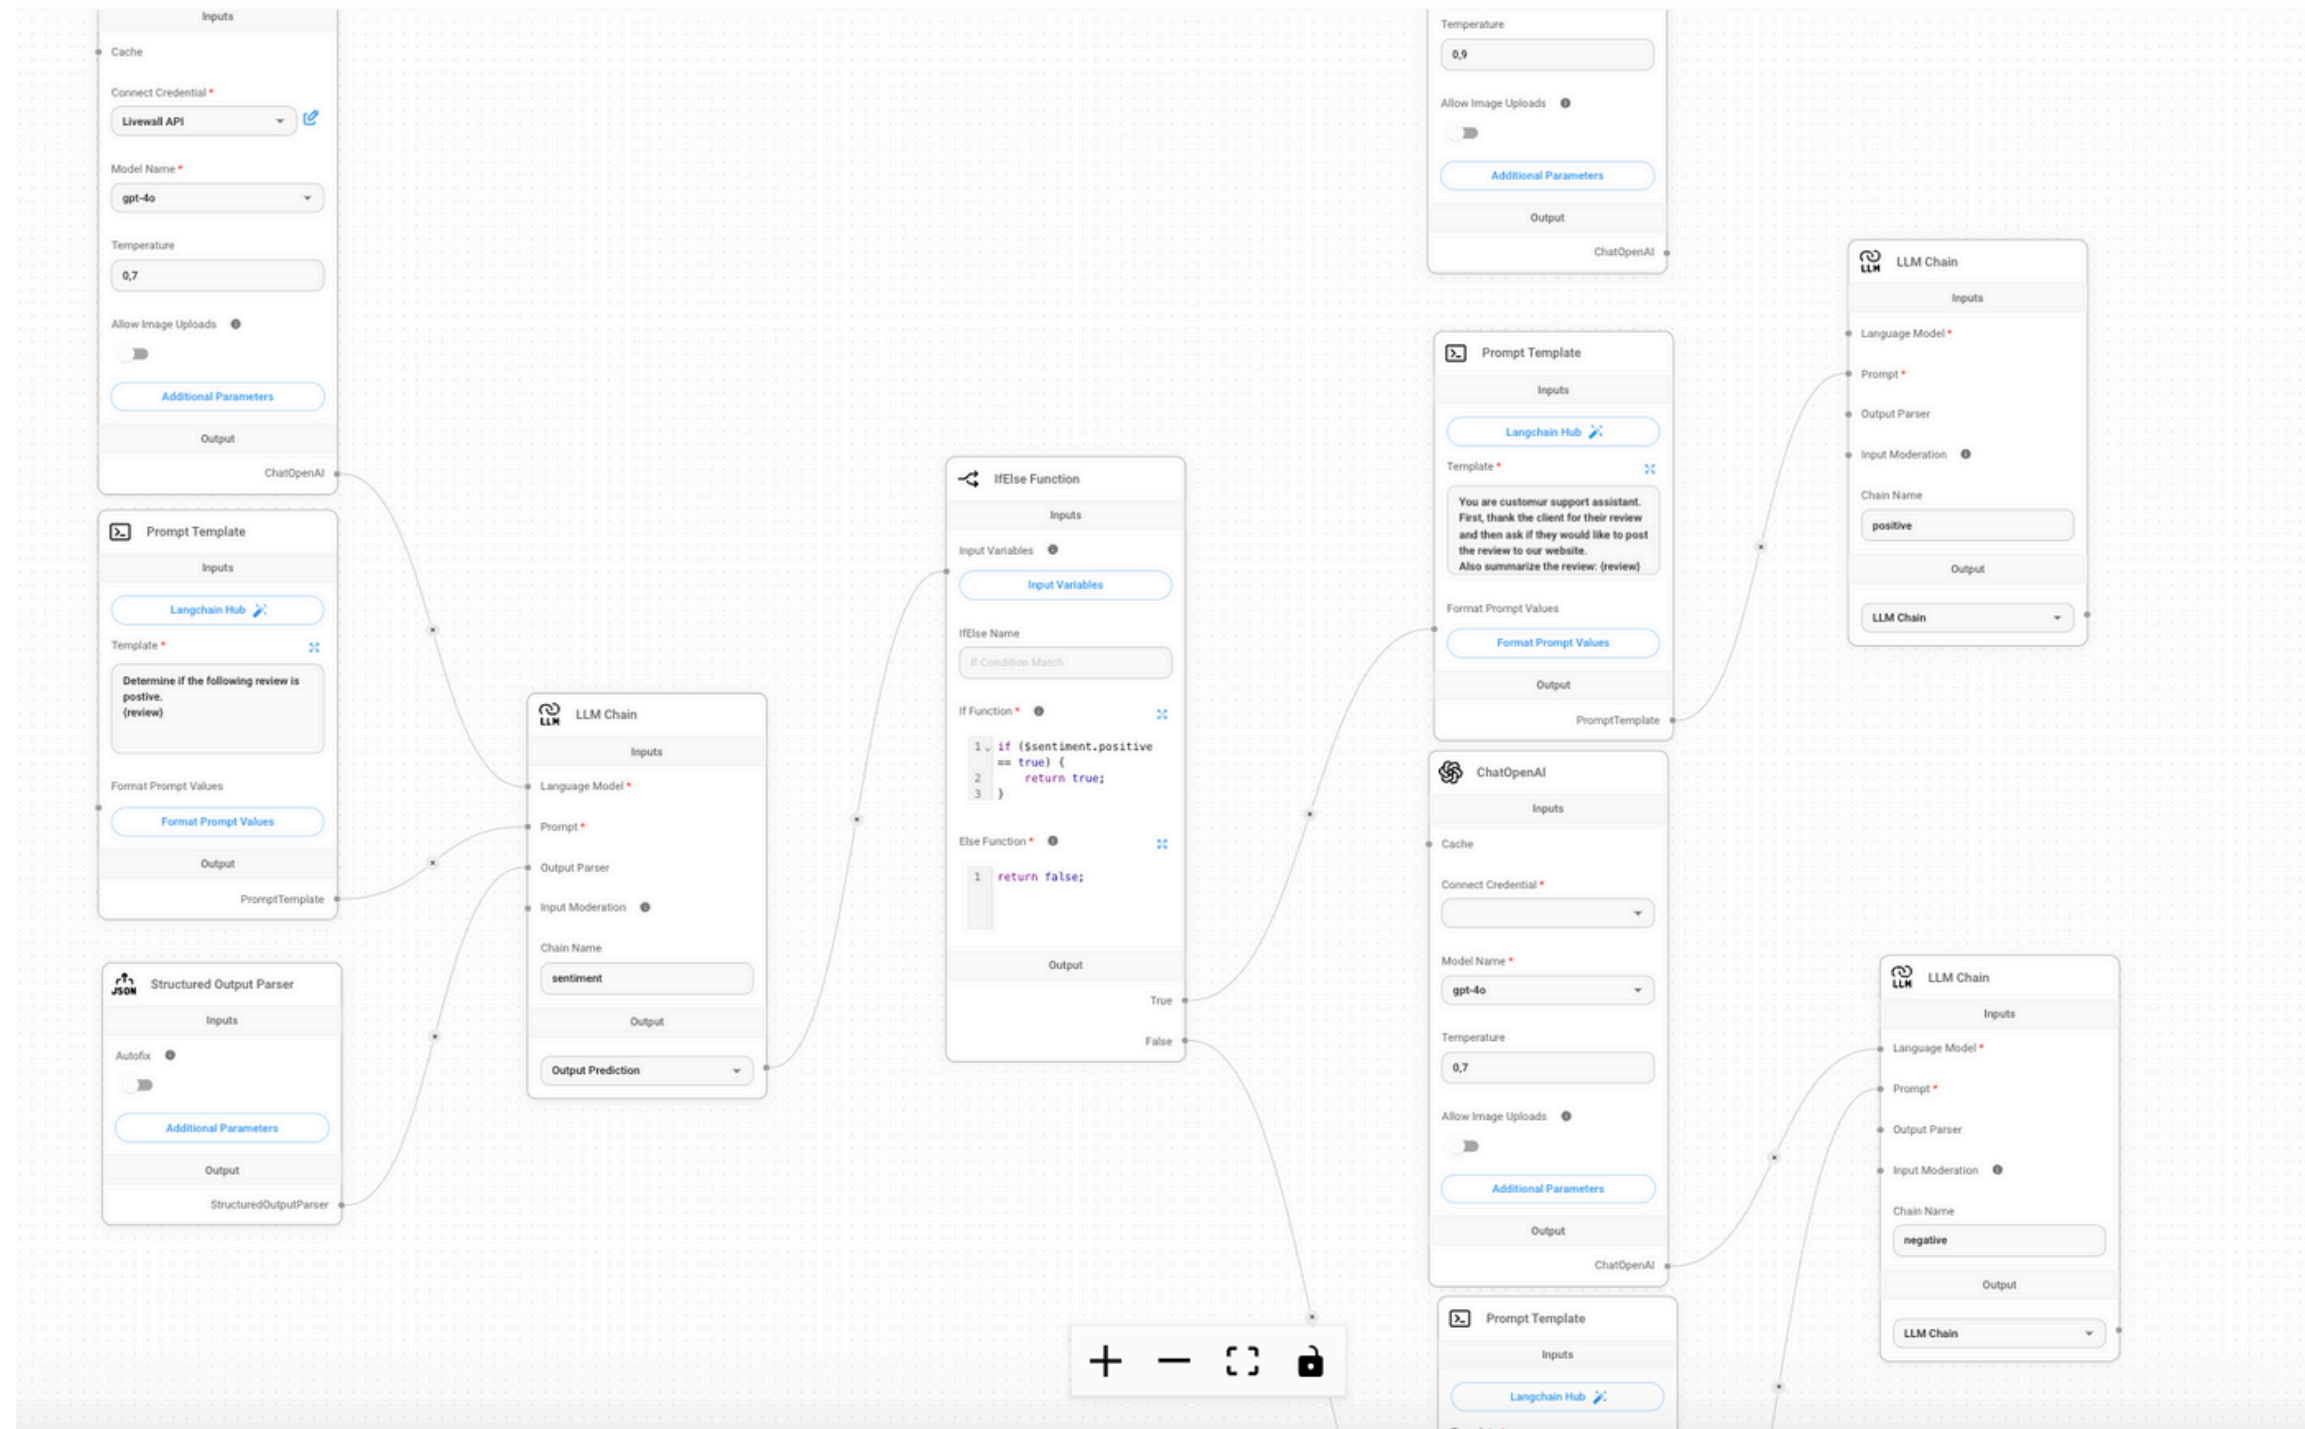 Inputs
Cache
Connect Credential *
Livewall API
Model Name *
gpt-4o
Temperature
0,7
Allow Image Uploads
Additional Parameters
Output
ChatOpenAI
Prompt Template
Inputs
Langchain Hub
Template *
Determine if the following review is
postive.
{review}
Format Prompt Values
Format Prompt Values
Output
PromptTemplate
Structured Output Parser
JSON
Inputs
Autofix
Additional Parameters
Output
StructuredOutputParser
LLM
LLM Chain
Inputs
Language Model *
Prompt *
Output Parser
Input Moderation
Chain Name
sentiment
Output
Output Prediction
IfElse Function
Inputs
Input Variables
Input Variables
IfElse Name
If Condition Match
If Function *
1 if ($sentiment.positive
== true) {
2 return true;
3 }
Else Function *
1 return false;
Output
True
False
Temperature
0,9
Allow Image Uploads
Additional Parameters
Output
ChatOpenAI
Prompt Template
Inputs
Langchain Hub
Template *
You are customur support assistant.
First, thank the client for their review
and then ask if they would like to post
the review to our website.
Also summarize the review: {review}
Format Prompt Values
Format Prompt Values
Output
PromptTemplate
ChatOpenAI
Inputs
Cache
Connect Credential *
Model Name *
gpt-4o
Temperature
0,7
Allow Image Uploads
Additional Parameters
Output
ChatOpenAI
Prompt Template
Inputs
Langchain Hub
LLM
LLM Chain
Inputs
Language Model *
Prompt *
Output Parser
Input Moderation
Chain Name
positive
Output
LLM Chain
LLM
LLM Chain
Inputs
Language Model *
Prompt *
Output Parser
Input Moderation
Chain Name
negative
Output
LLM Chain